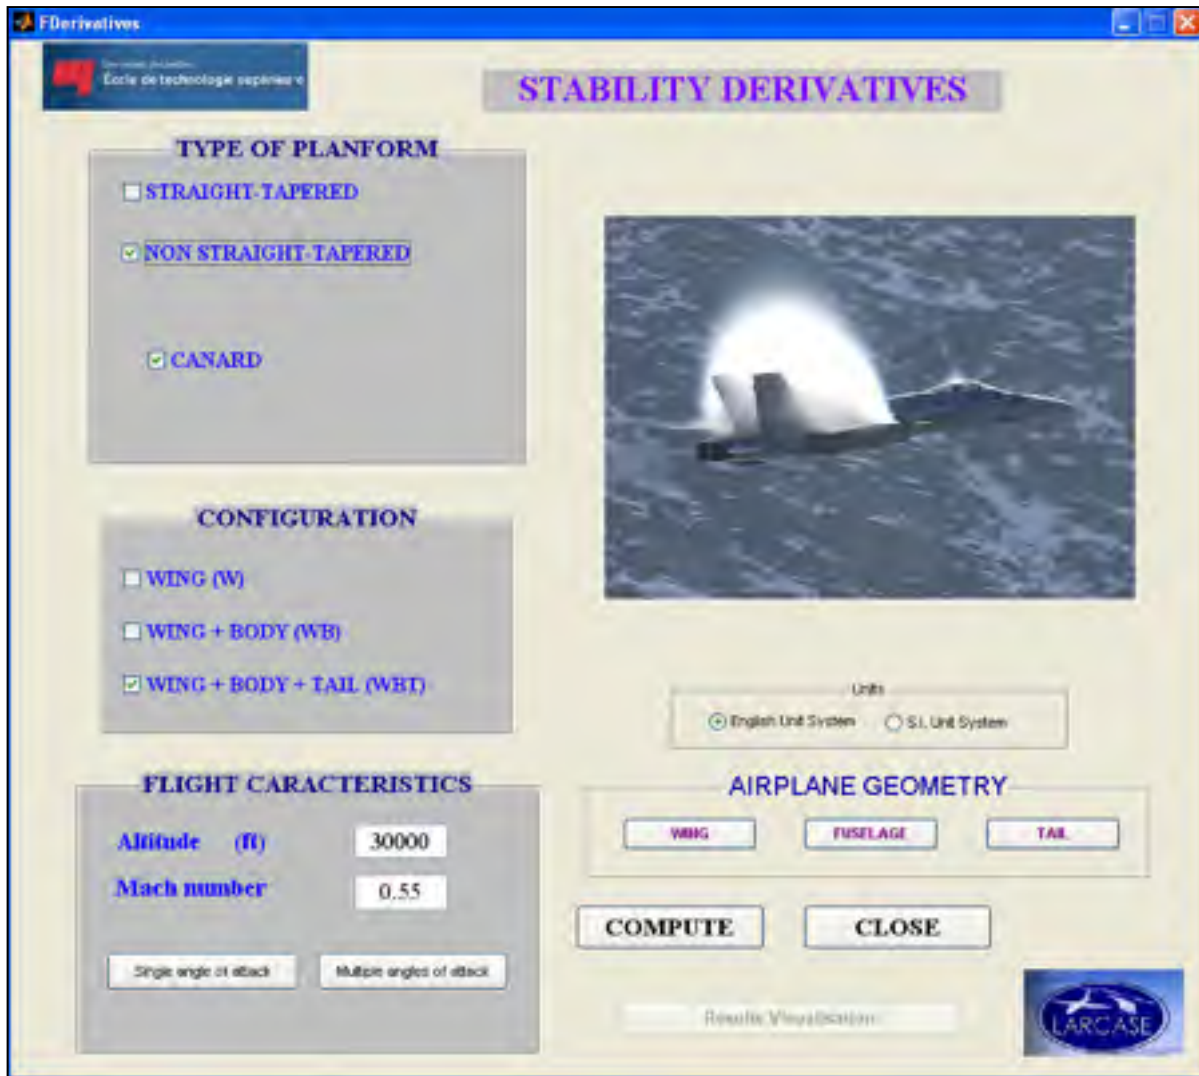 FDerivatives
École de technologie supérieure
STABILITY DERIVATIVES
TYPE OF PLANFORM
STRAIGHT-TAPERED
NON STRAIGHT-TAPERED
CANARD
CONFIGURATION
WING (W)
WING + BODY (WB)
WING + BODY + TAIL (WBT)
Units
English Unit System
S.I. Unit System
FLIGHT CARACTERISTICS
Altitude (ft)
30000
Mach number
0.55
Single angle of attack
Multiple angles of attack
AIRPLANE GEOMETRY
WING
FUSELAGE
TAIL
COMPUTE
CLOSE
Results Visualisation
LARCASE